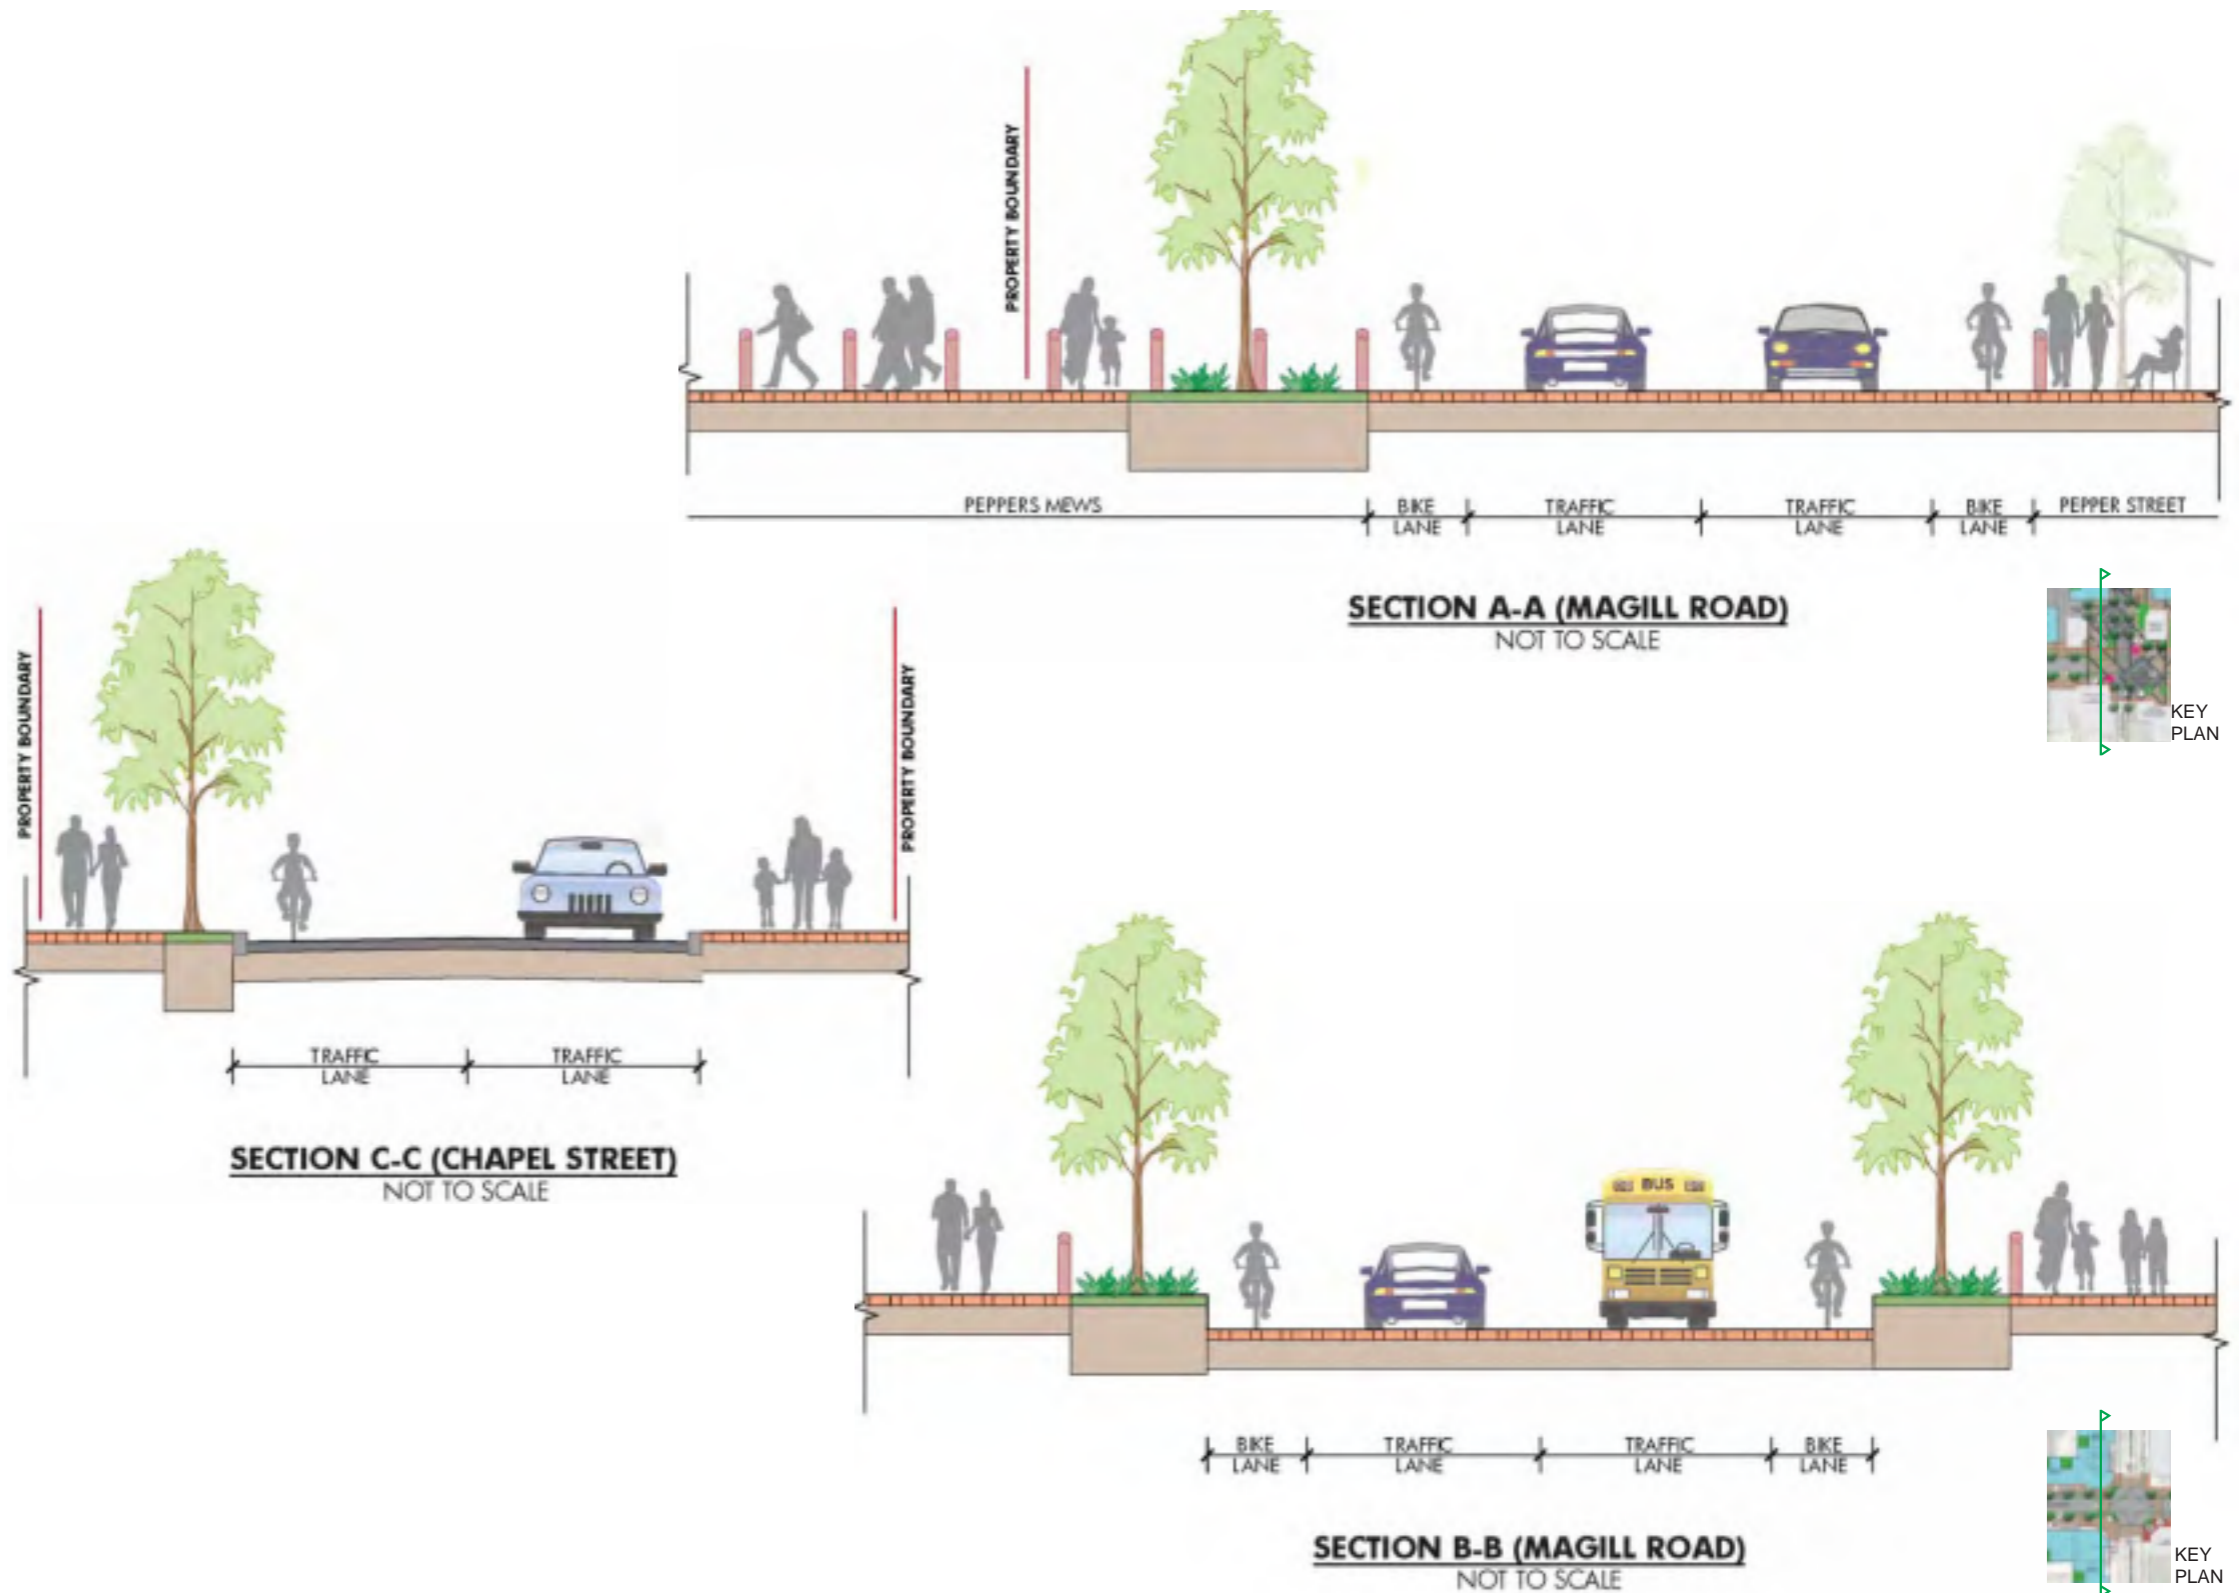 PROPERTY BOUNDARY
PEPPERS MEWS
BIKE
LANE
TRAFFIC
LANE
TRAFFIC
LANE
BIKE
LANE
PEPPER STREET
SECTION A-A (MAGILL ROAD)
NOT TO SCALE
KEY
PLAN
PROPERTY BOUNDARY
PROPERTY BOUNDARY
TRAFFIC
LANE
TRAFFIC
LANE
SECTION C-C (CHAPEL STREET)
NOT TO SCALE
BUS
BIKE
LANE
TRAFFIC
LANE
TRAFFIC
LANE
BIKE
LANE
SECTION B-B (MAGILL ROAD)
NOT TO SCALE
KEY
PLAN